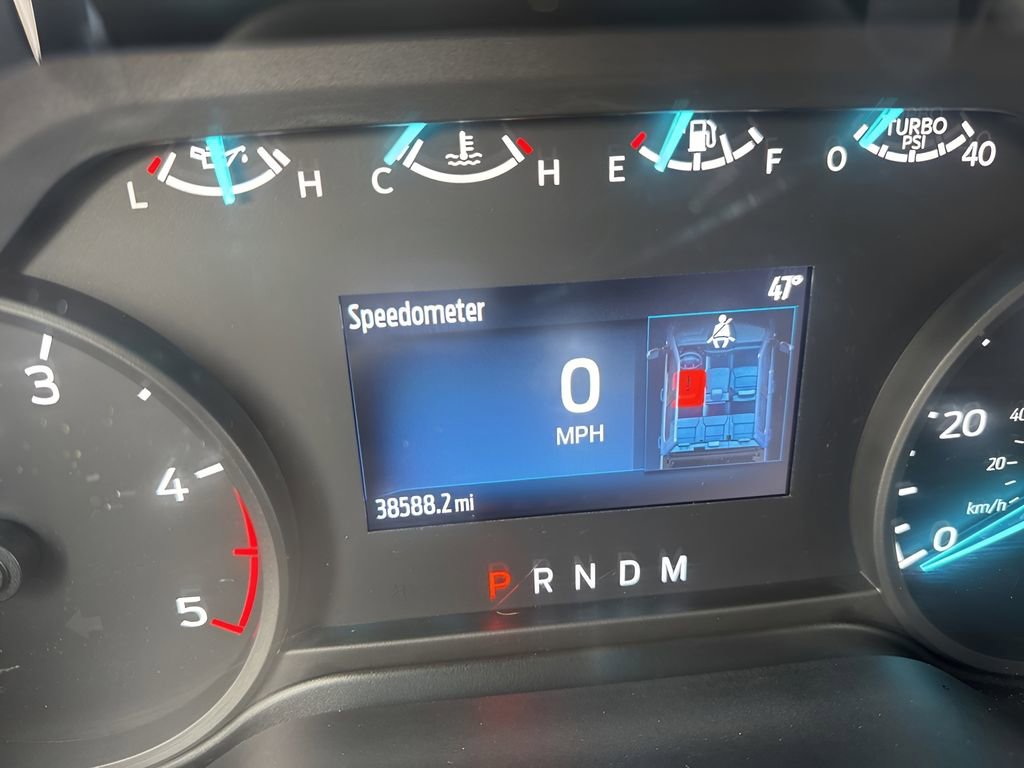 L H C H E F 0 TURBO 40
PSI
Speedometer 47°
0
MPH
38588.2 mi
P R N D M
3
4
5
20 40
20
km/h
0